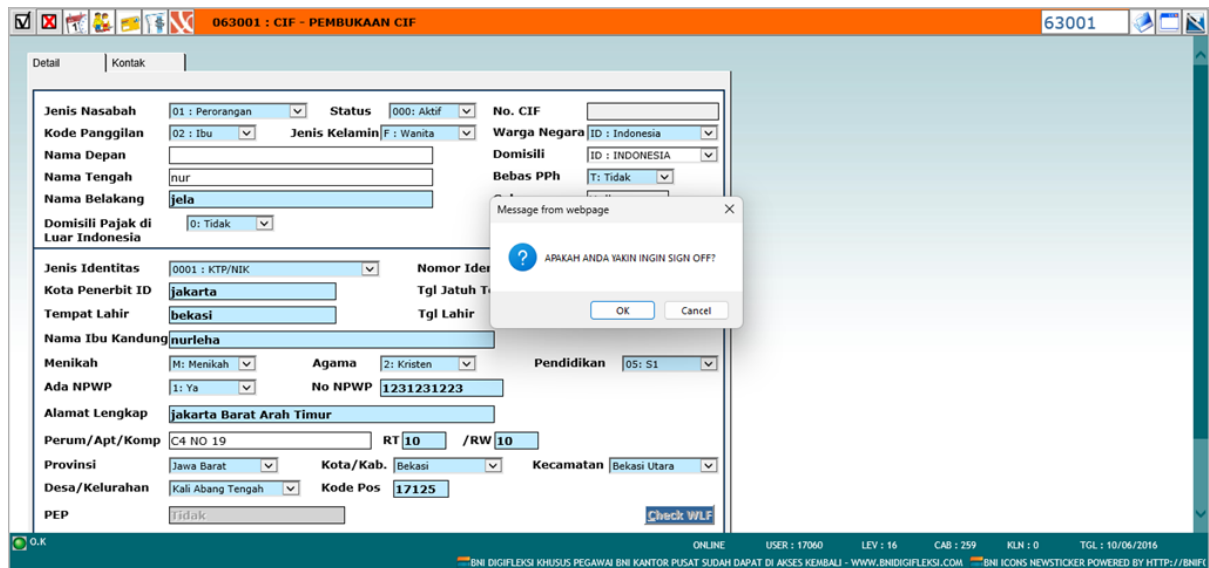 063001 : CIF - PEMBUKAAN CIF 63001
Detail Kontak
Jenis Nasabah 01 : Perorangan Status 000: Aktif No. CIF
Kode Panggilan 02 : Ibu Jenis Kelamin F : Wanita Warga Negara ID : Indonesia
Nama Depan Domisili ID : INDONESIA
Nama Tengah nur Bebas PPh T: Tidak
Nama Belakang jela
Message from webpage
Domisili Pajak di 0: Tidak
Luar Indonesia
APAKAH ANDA YAKIN INGIN SIGN OFF?
OK Cancel
Jenis Identitas 0001 : KTP/NIK Nomor Iden
Kota Penerbit ID jakarta Tgl Jatuh
Tempat Lahir bekasi Tgl Lahir
Nama Ibu Kandung nurleha
Menikah M: Menikah Agama 2: Kristen Pendidikan 05: S1
Ada NPWP 1: Ya No NPWP 1231231223
Alamat Lengkap jakarta Barat Arah Timur
Perum/Apt/Komp C4 NO 19 RT 10 /RW 10
Provinsi Jawa Barat Kota/Kab. Bekasi Kecamatan Bekasi Utara
Desa/Kelurahan Kali Abang Tengah Kode Pos 17125
PEP Tidak Check WLF
O.K ONLINE USER : 17060 LEV : 16 CAB : 259 KLN : 0 TGL : 10/06/2016
BNI DIGIFLEKSI KHUSUS PEGAWAI BNI KANTOR PUSAT SUDAH DAPAT DI AKSES KEMBALI - WWW.BNIDIGIFLEKSI.COM BNI ICONS NEWSTICKER POWERED BY HTTP://BNIF